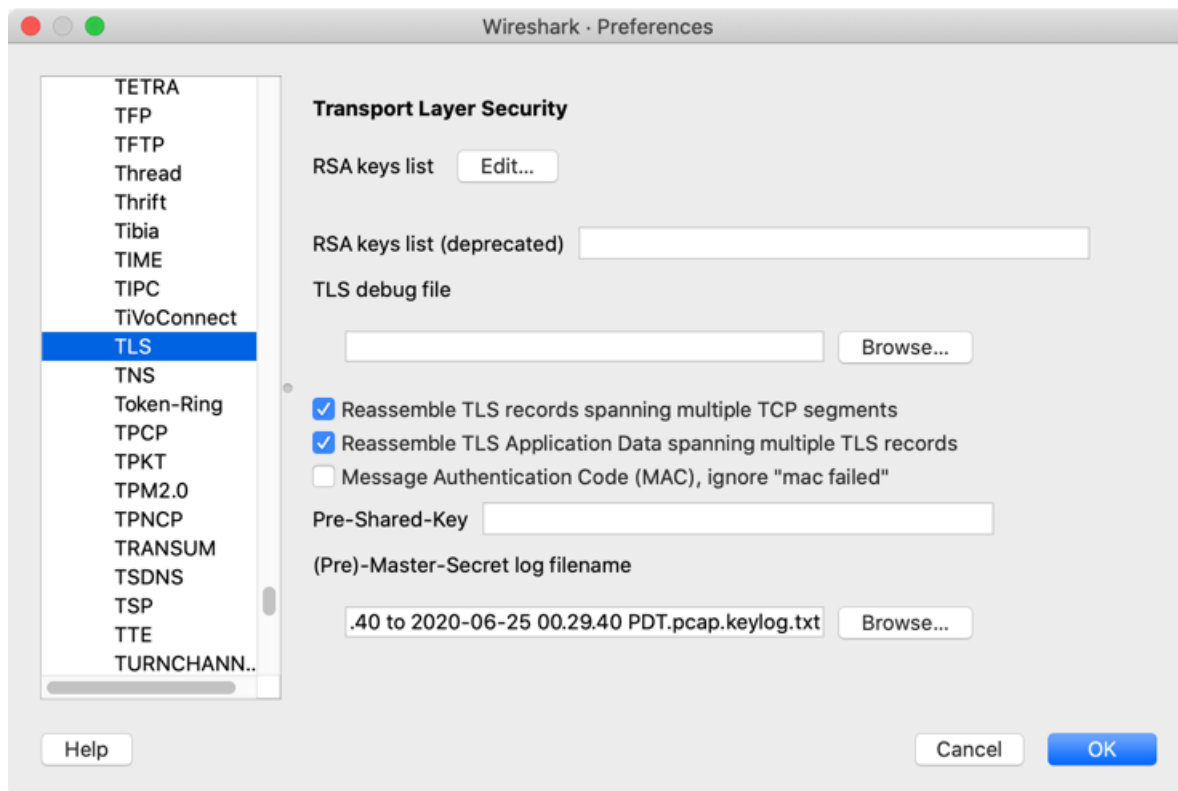 Wireshark · Preferences
TETRA
TFP
TFTP
Thread
Thrift
Tibia
TIME
TIPC
TiVoConnect
TLS
TNS
Token-Ring
TPCP
TPKT
TPM2.0
TPNCP
TRANSUM
TSDNS
TSP
TTE
TURNCHANN..
Transport Layer Security
RSA keys list Edit...
RSA keys list (deprecated)
TLS debug file
Browse...
Reassemble TLS records spanning multiple TCP segments
Reassemble TLS Application Data spanning multiple TLS records
Message Authentication Code (MAC), ignore "mac failed"
Pre-Shared-Key
(Pre)-Master-Secret log filename
.40 to 2020-06-25 00.29.40 PDT.pcap.keylog.txt Browse...
Help Cancel OK